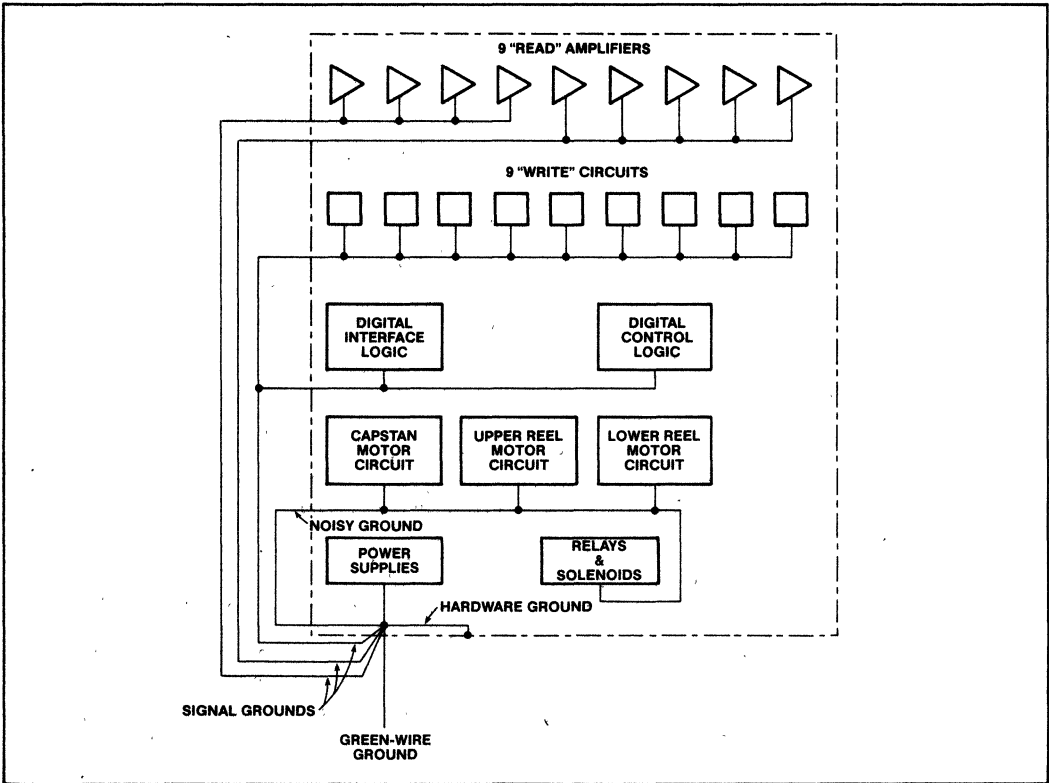 9 "READ" AMPLIFIERS
9 "WRITE" CIRCUITS
DIGITAL
INTERFACE
LOGIC
DIGITAL
CONTROL
LOGIC
CAPSTAN
MOTOR
CIRCUIT
UPPER REEL
MOTOR
CIRCUIT
LOWER REEL
MOTOR
CIRCUIT
NOISY GROUND
POWER
SUPPLIES
RELAYS
&
SOLENOIDS
HARDWARE GROUND
SIGNAL GROUNDS
GREEN-WIRE
GROUND